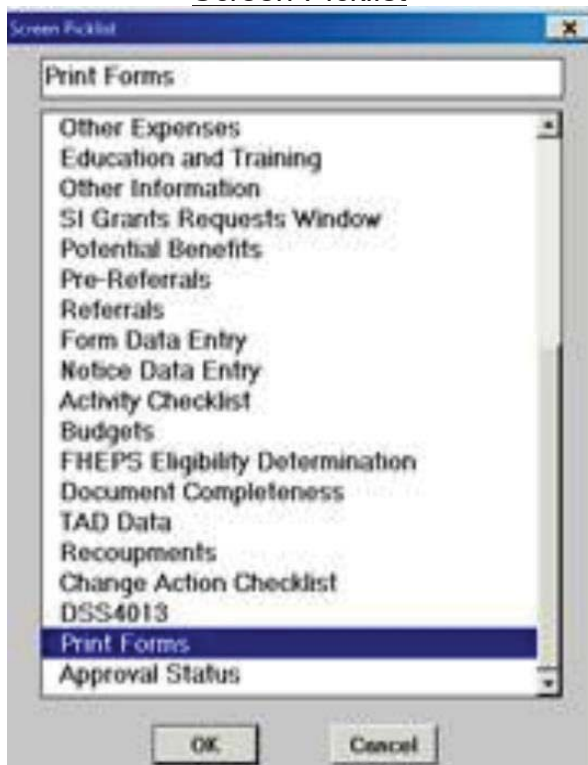 Screen Picklist
Screen Picklist
Print Forms
Other Expenses
Education and Training
Other Information
SI Grants Requests Window
Potential Benefits
Pre-Referrals
Referrals
Form Data Entry
Notice Data Entry
Activity Checklist
Budgets
FHEPS Eligibility Determination
Document Completeness
TAD Data
Recoupments
Change Action Checklist
DSS4013
Print Forms
Approval Status
OK
Cancel